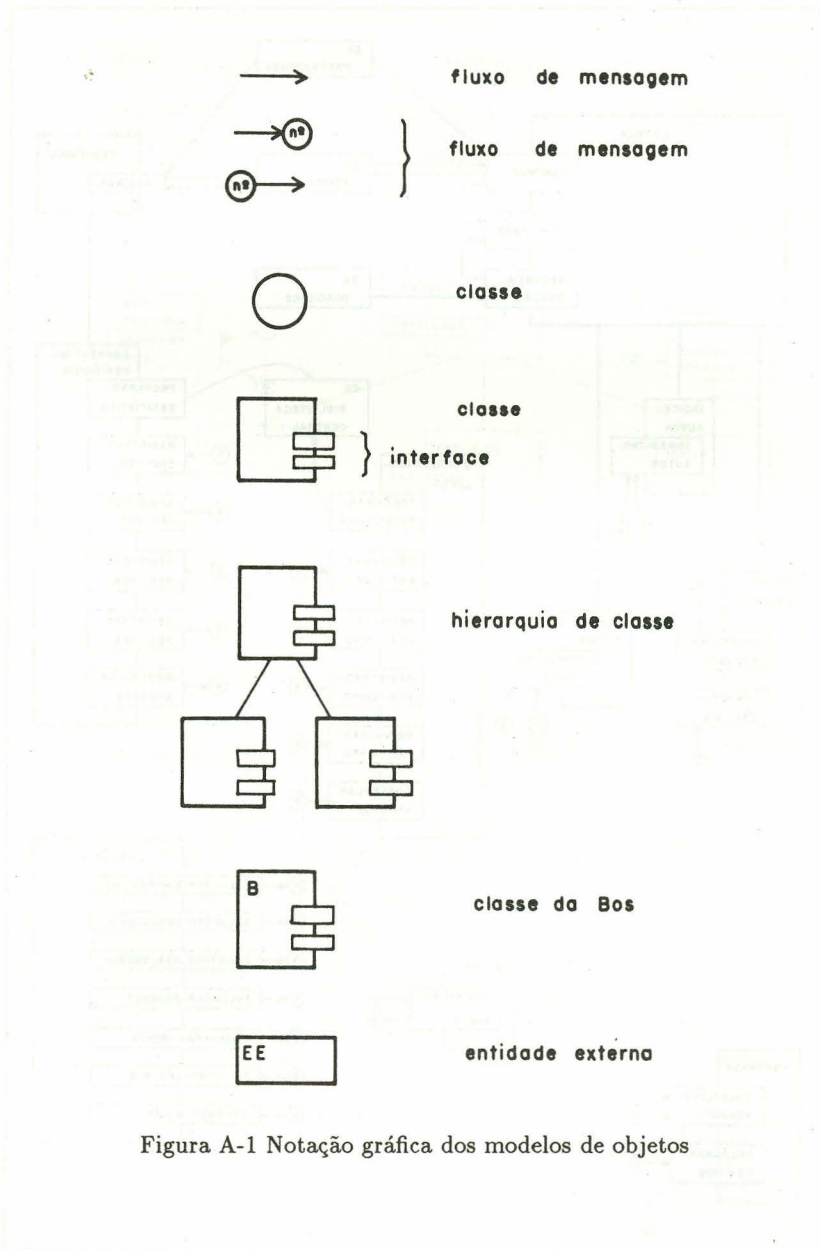 fluxo de mensagem
nº
fluxo de mensagem
nº
classe
classe
interface
hierarquia de classe
B
classe da Bos
EE
entidade externa
Figura A-1 Notação gráfica dos modelos de objetos